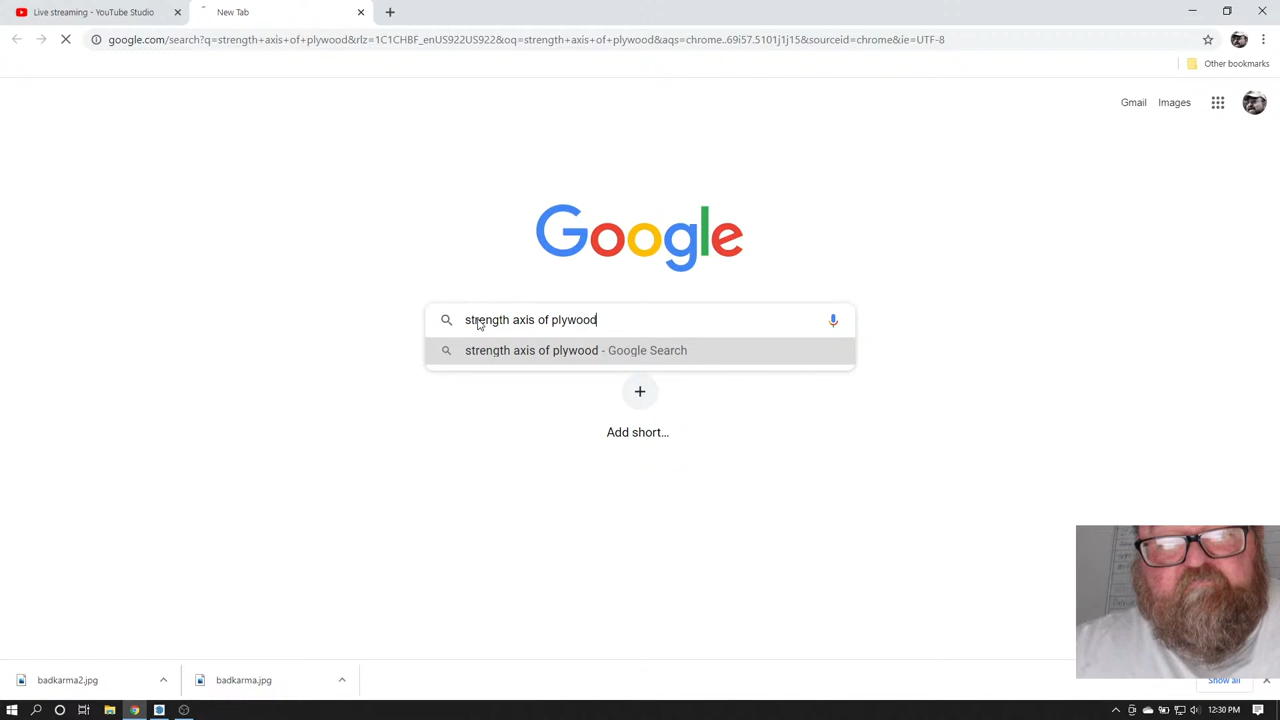 Live streaming - YouTube Studio
New Tab
google.com/search?q=strength+axis+of+plywood&rlz=1C1CHBF_enUS922US922&oq=strength+axis+of+plywood&aqs=chrome..69i57.5101j1j15&sourceid=chrome&ie=UTF-8
Other bookmarks
Gmail
Images
Google
strength axis of plywood
strength axis of plywood - Google Search
Add short...
badkarma2.jpg
badkarma.jpg
Show all
12:30 PM